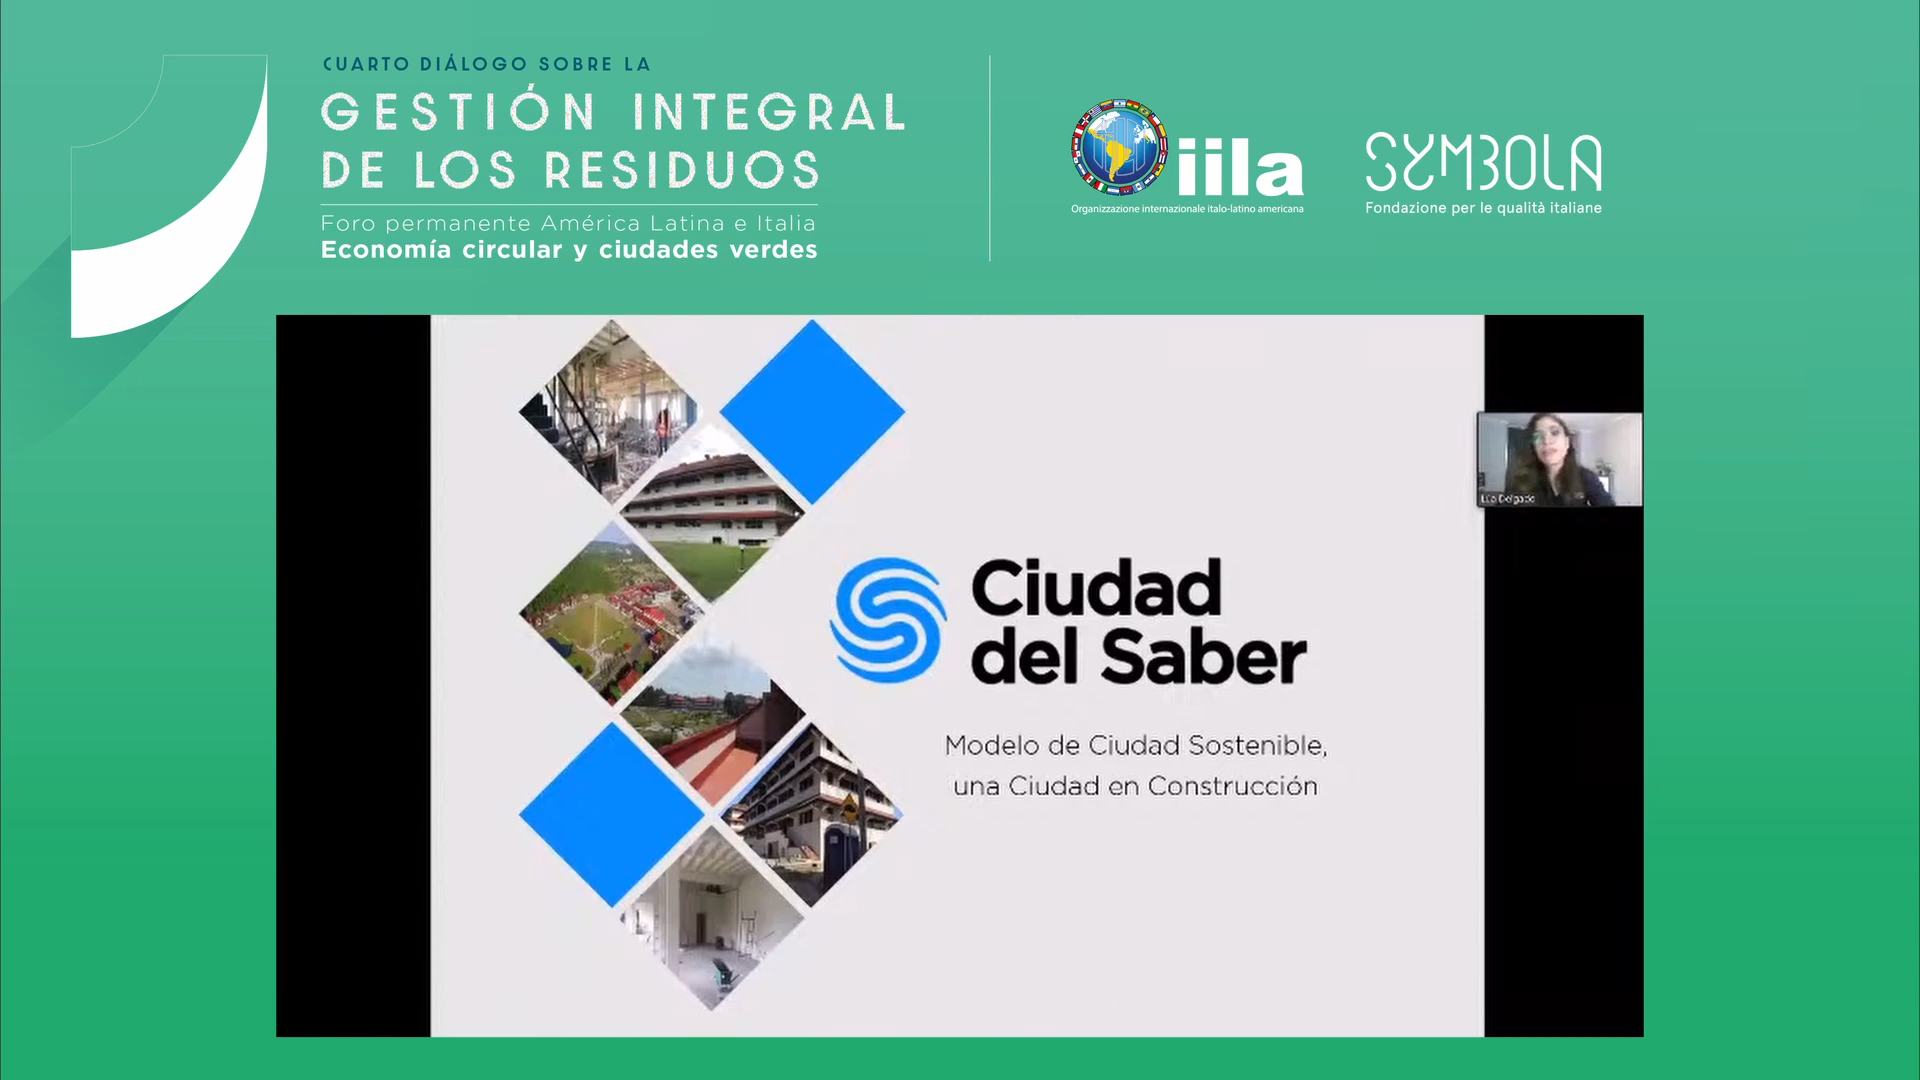 CUARTO DIÁLOGO SOBRE LA
GESTIÓN INTEGRAL
DE LOS RESIDUOS
Foro permanente América Latina e Italia
Economía circular y ciudades verdes
iila
Organizzazione internazionale italo-latino americana
SYMBOLA
Fondazione per le qualità italiane
Ciudad
del Saber
Modelo de Ciudad Sostenible,
una Ciudad en Construcción
Delgado